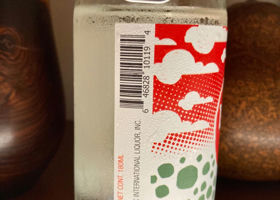 6 46828 10119 4
INTERNATIONAL LIQUOR, INC.
NET CONT. 180ML